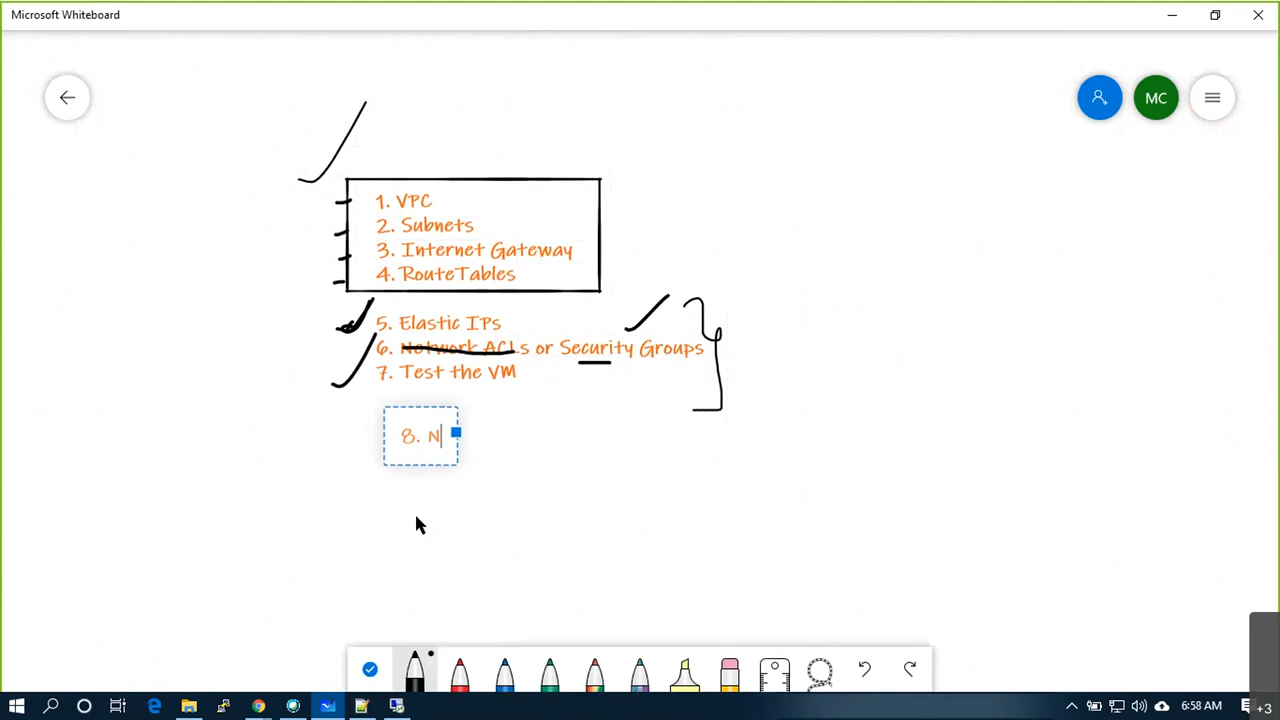 Microsoft Whiteboard
MC
1. VPC
2. Subnets
3. Internet Gateway
4. RouteTables
5. Elastic IPs
6. Network ACLs or Security Groups
7. Test the VM
8. N
6:58 AM
+3